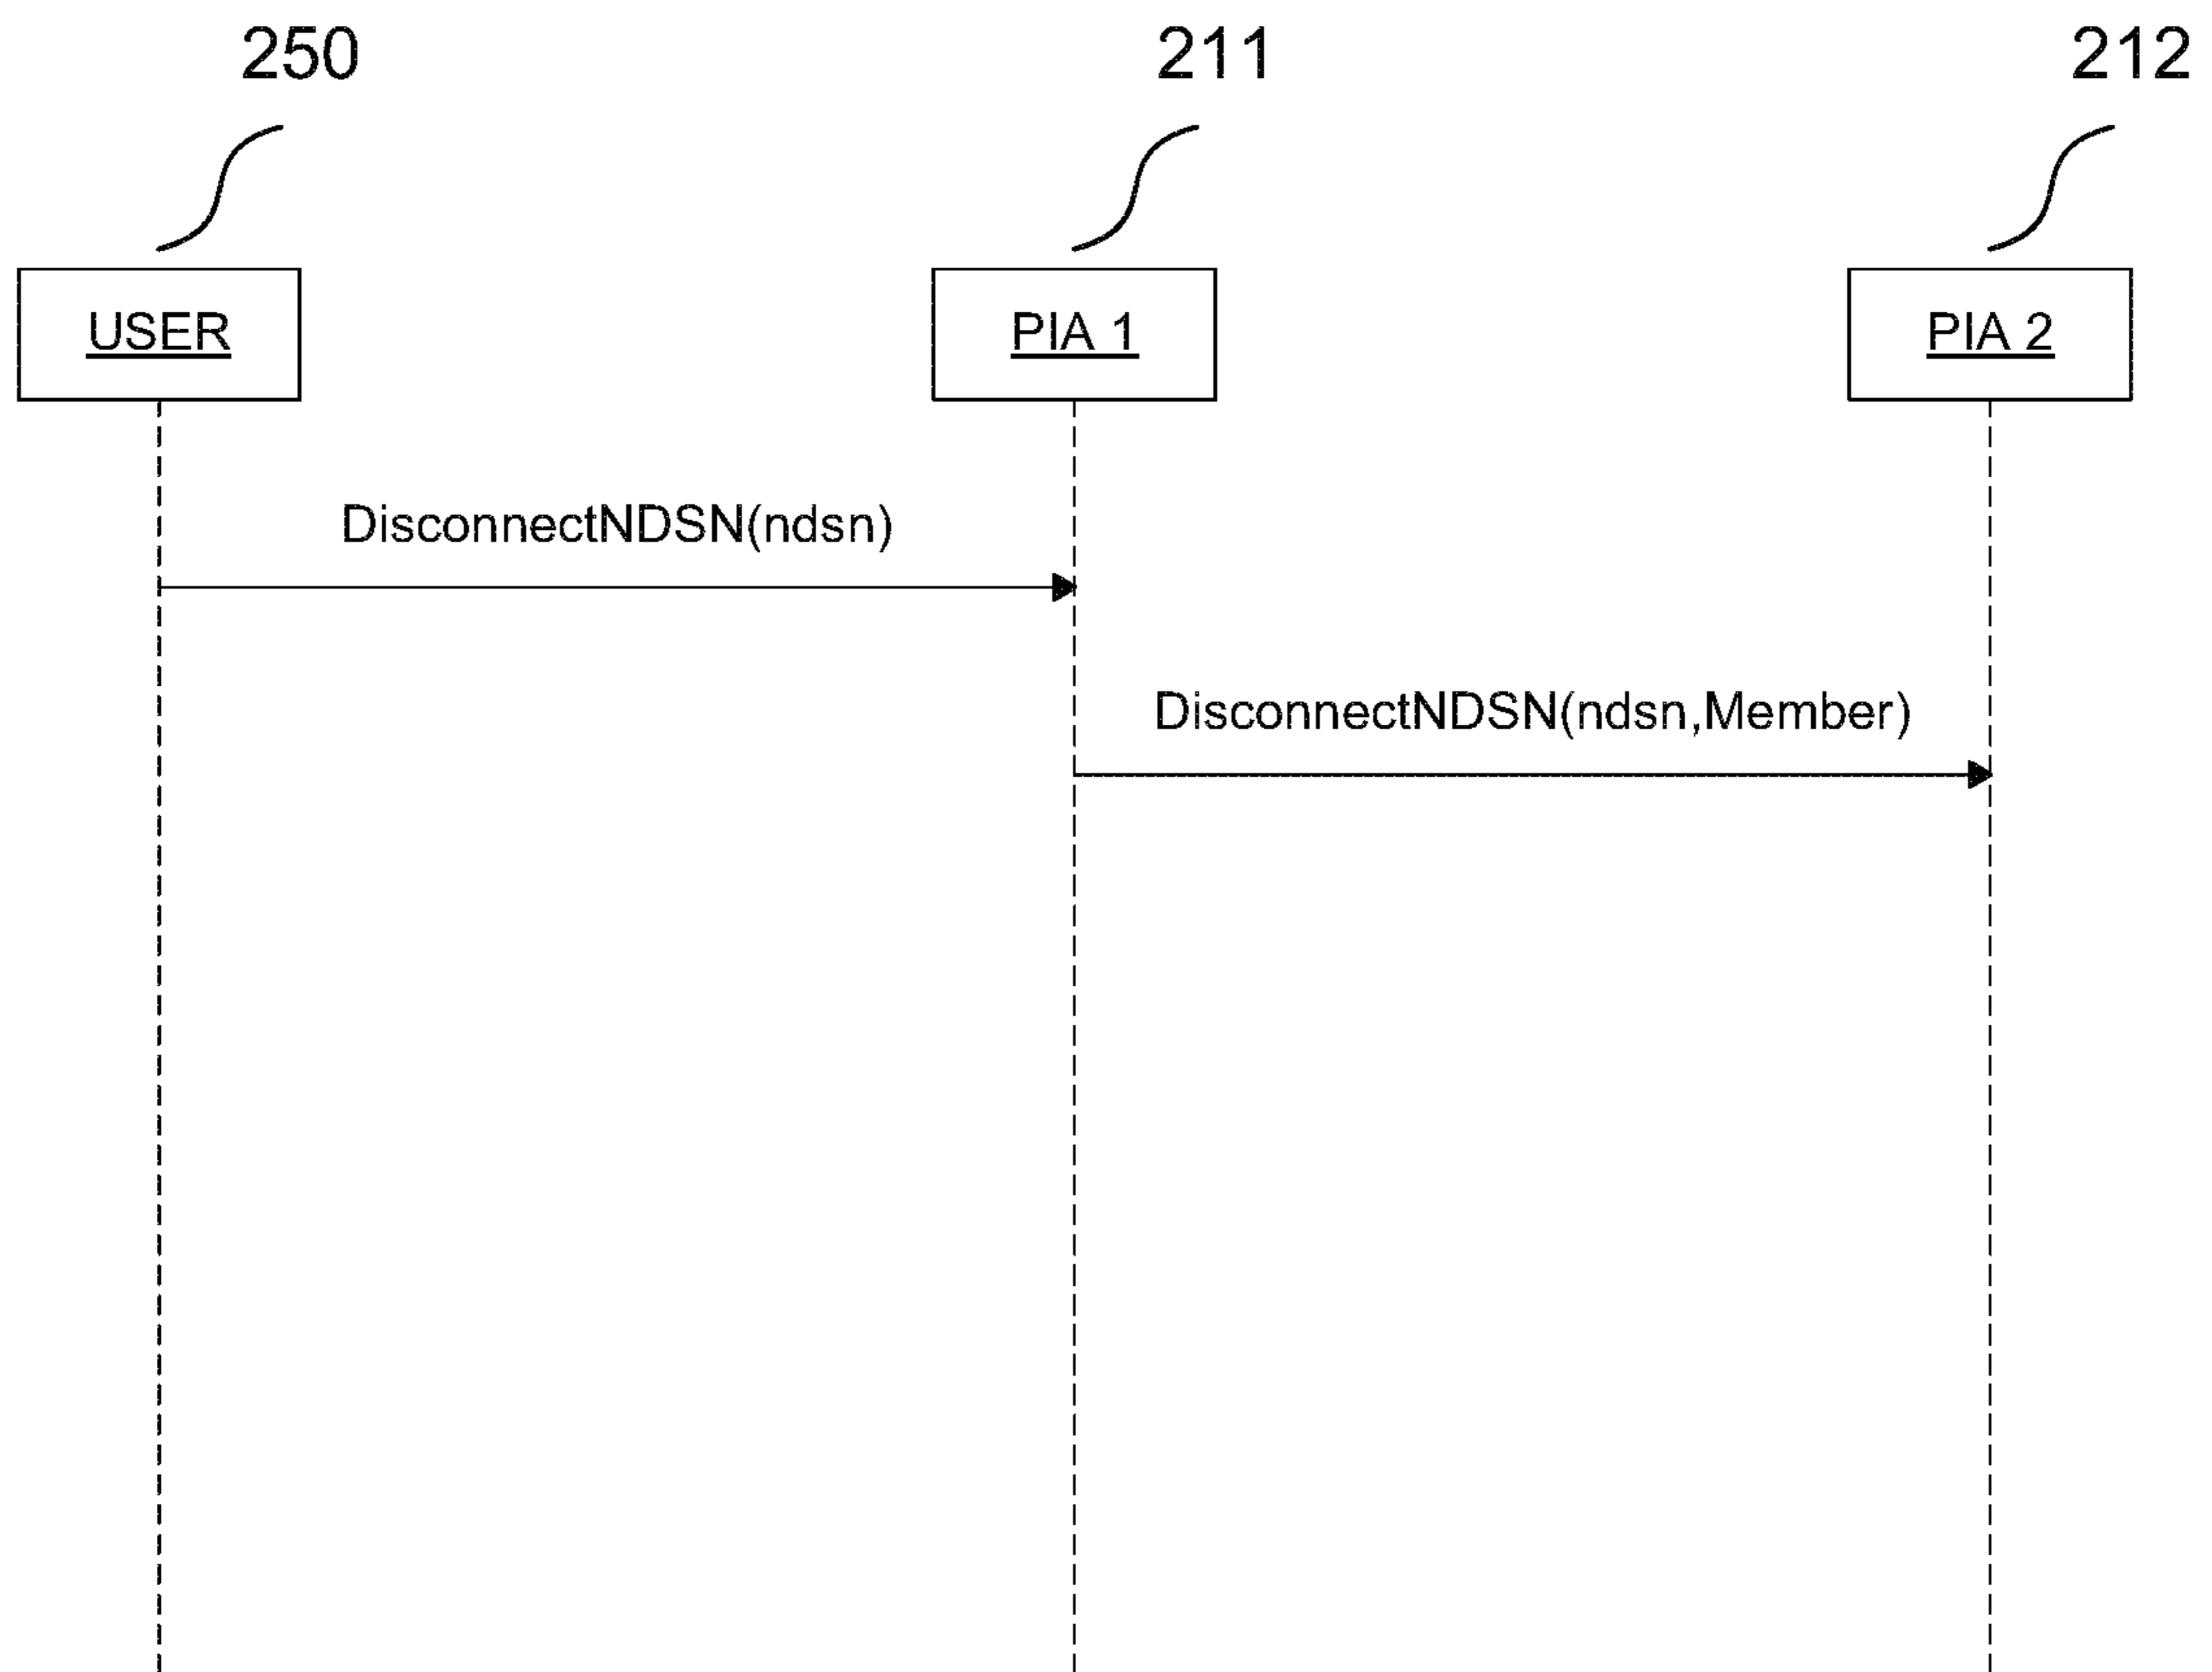 250
211
212
USER
PIA 1
PIA 2
DisconnectNDSN(ndsn)
DisconnectNDSN(ndsn,Member)